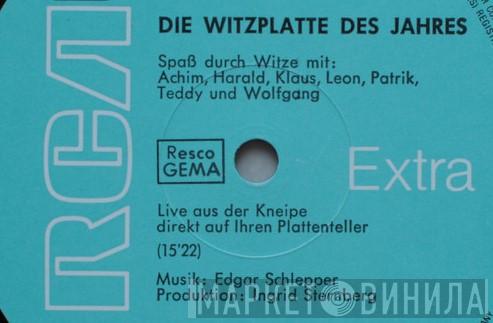 DIE WITZPLATTE DES JAHRES
Spaß durch Witze mit:
Achim, Harald, Klaus, Leon, Patrik,
Teddy und Wolfgang
RCA
Resco
GEMA
Extra
Live aus der Kneipe
direkt auf Ihren Plattenteller
(15'22)
Musik: Edgar Schlepper
Produktion: Ingrid Sternberg
ПЛАТТО
ВИНИЛА